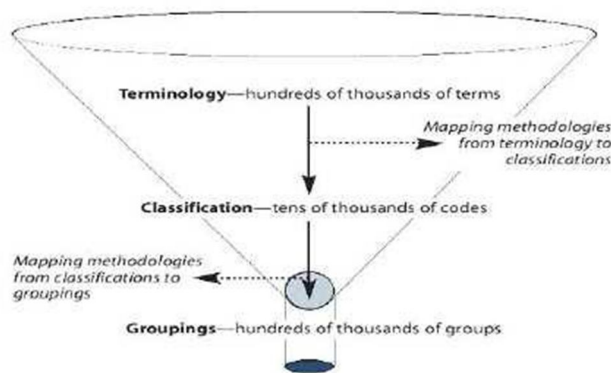 Terminology—hundreds of thousands of terms
Mapping methodologies
from terminology to
classifications
Classification—tens of thousands of codes
Mapping methodologies
from classifications to
groupings
Groupings—hundreds of thousands of groups